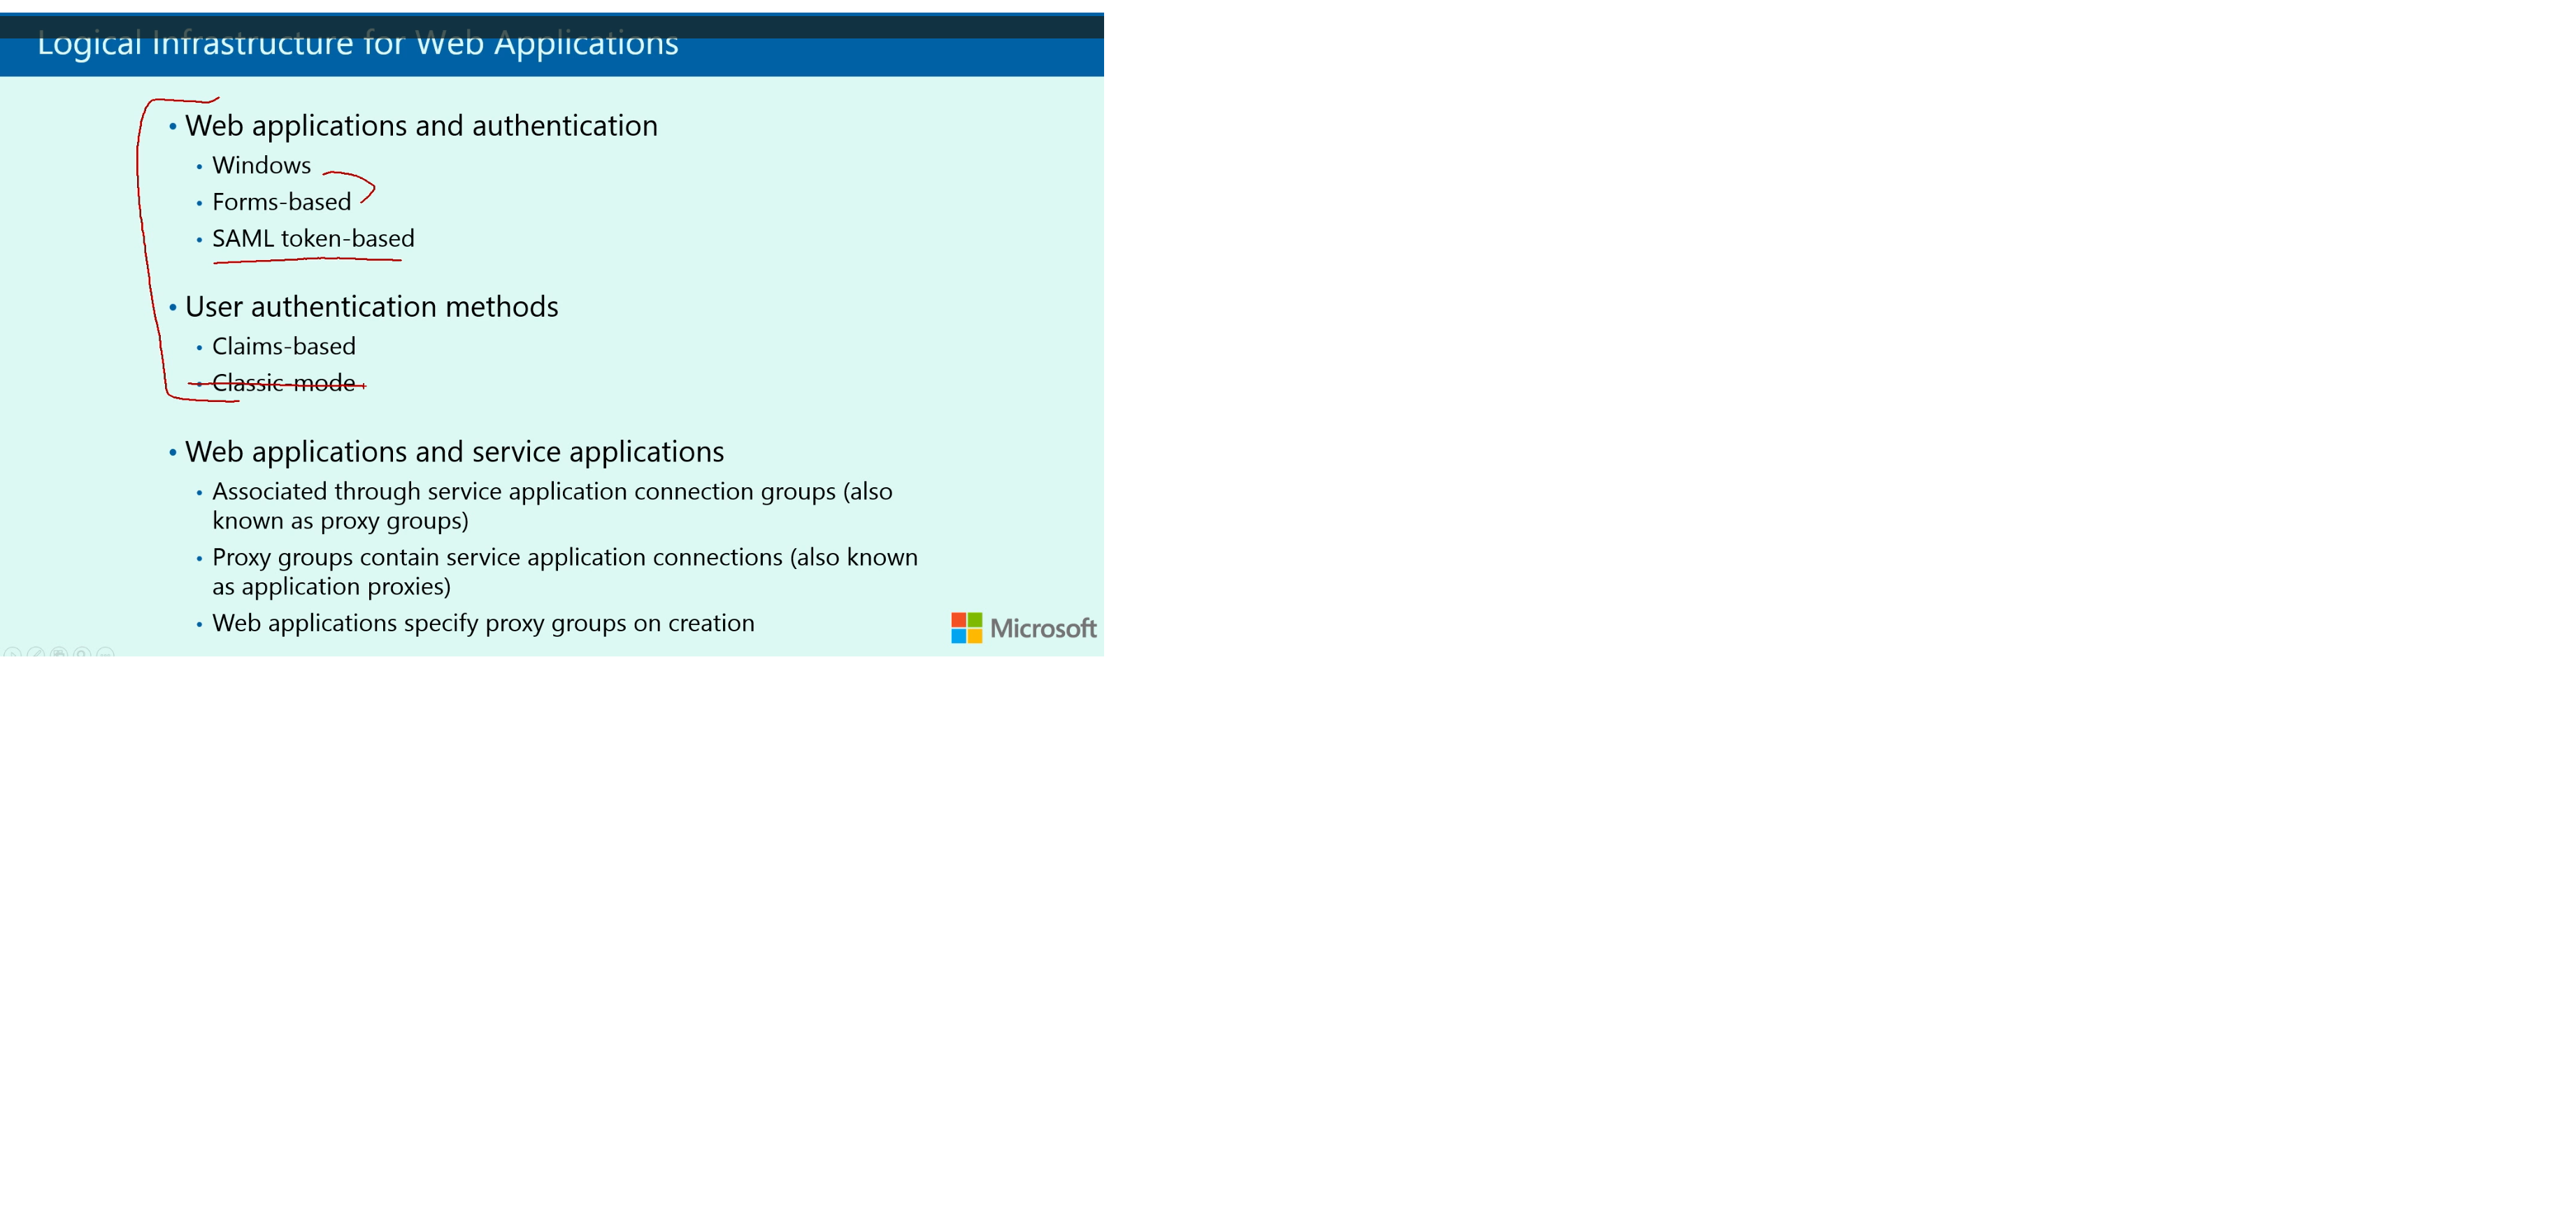 Logical Infrastructure for Web Applications
• Web applications and authentication
• Windows
• Forms-based
• SAML token-based
• User authentication methods
• Claims-based
• Classic-mode
• Web applications and service applications
• Associated through service application connection groups (also
known as proxy groups)
• Proxy groups contain service application connections (also known
as application proxies)
• Web applications specify proxy groups on creation
Microsoft